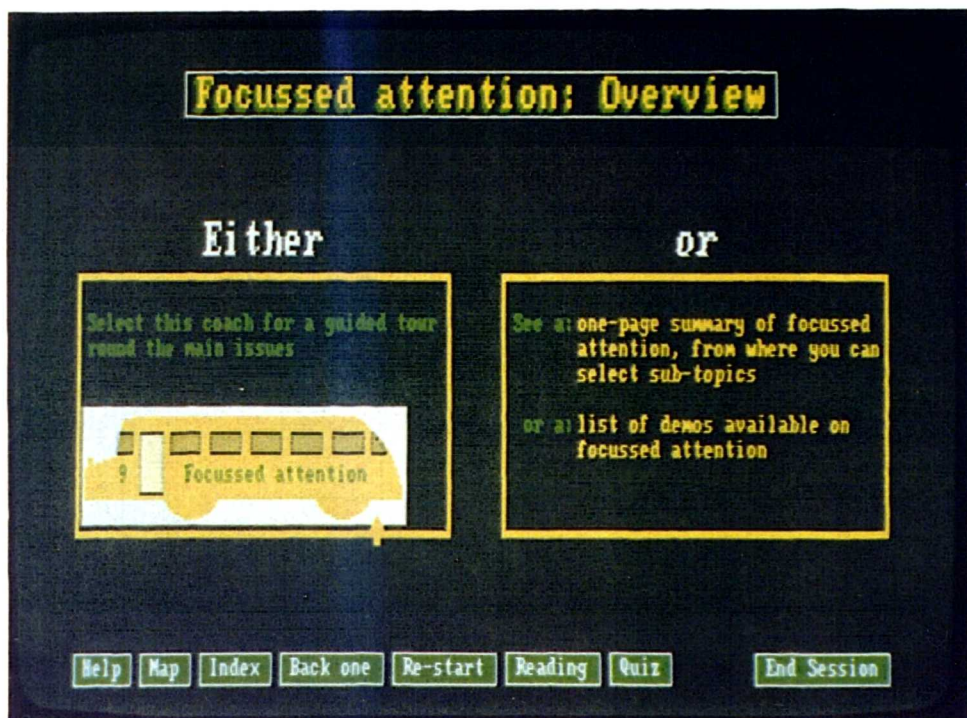 Focussed attention: Overview
Either
Select this coach for a guided tour
round the main issues
9 Focussed attention
or
See a: one-page summary of focussed
attention, from where you can
select sub-topics
or a: list of demos available on
focussed attention
Help Map Index Back one Re-start Reading Quiz End Session